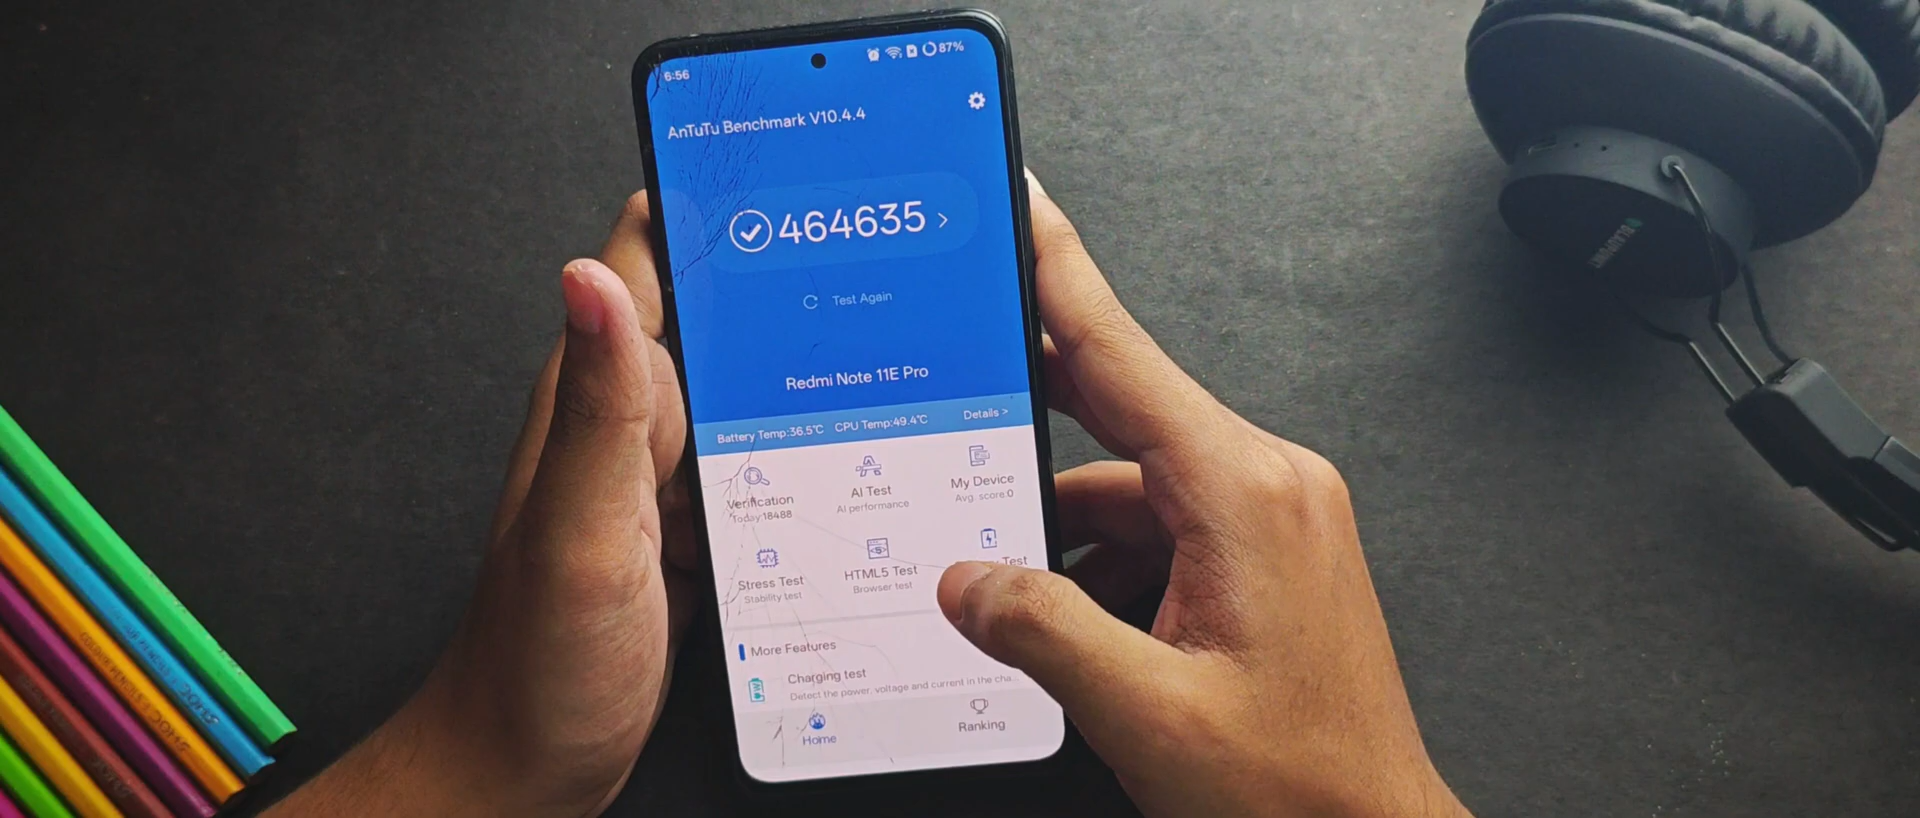 6:56
87%
AnTuTu Benchmark V10.4.4
464635 >
Test Again
Redmi Note 11E Pro
Battery Temp:36.5℃ CPU Temp:49.4℃ Details >
Verification
Today:18488
AI Test
AI performance
My Device
Avg. score:0
Stress Test
Stability test
HTML5 Test
Browser test
Test
More Features
Charging test
Detect the power, voltage and current in the cha...
Home
Ranking